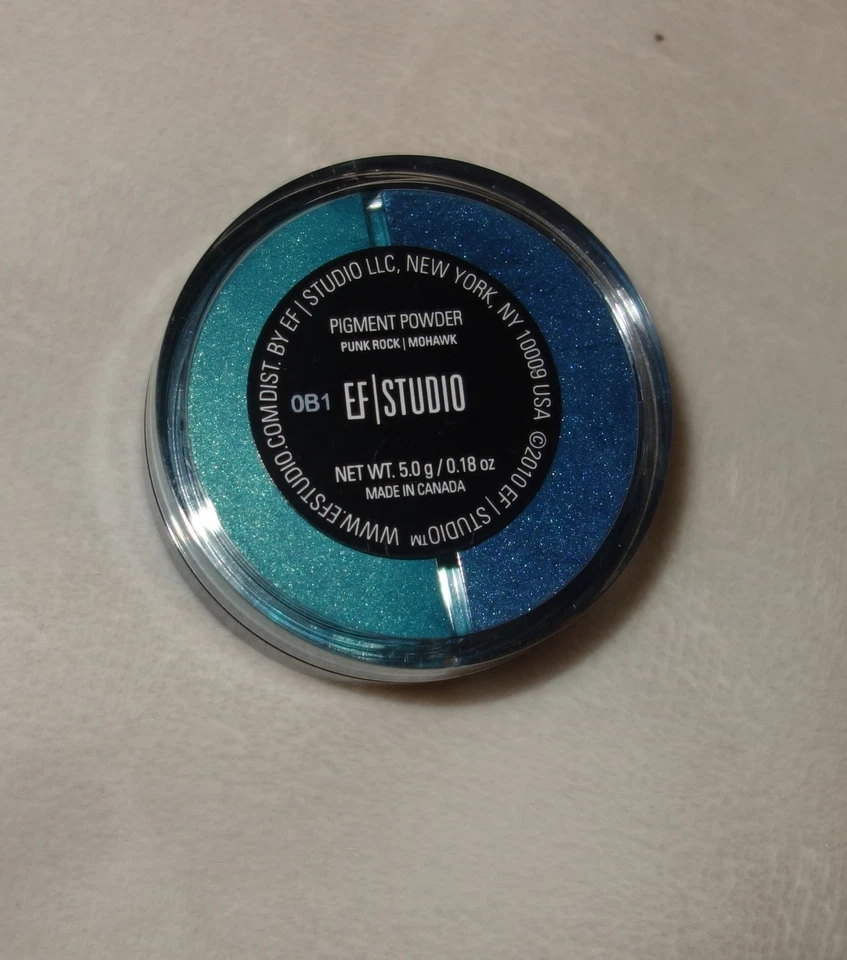 PIGMENT POWDER
PUNK ROCK | MOHAWK
0B1 EF|STUDIO
NET WT. 5.0 g / 0.18 oz
MADE IN CANADA
DIST. BY EF | STUDIO LLC, NEW YORK, NY 10009 USA ©2010 EF | STUDIO™ WWW.EFSTUDIO.COM